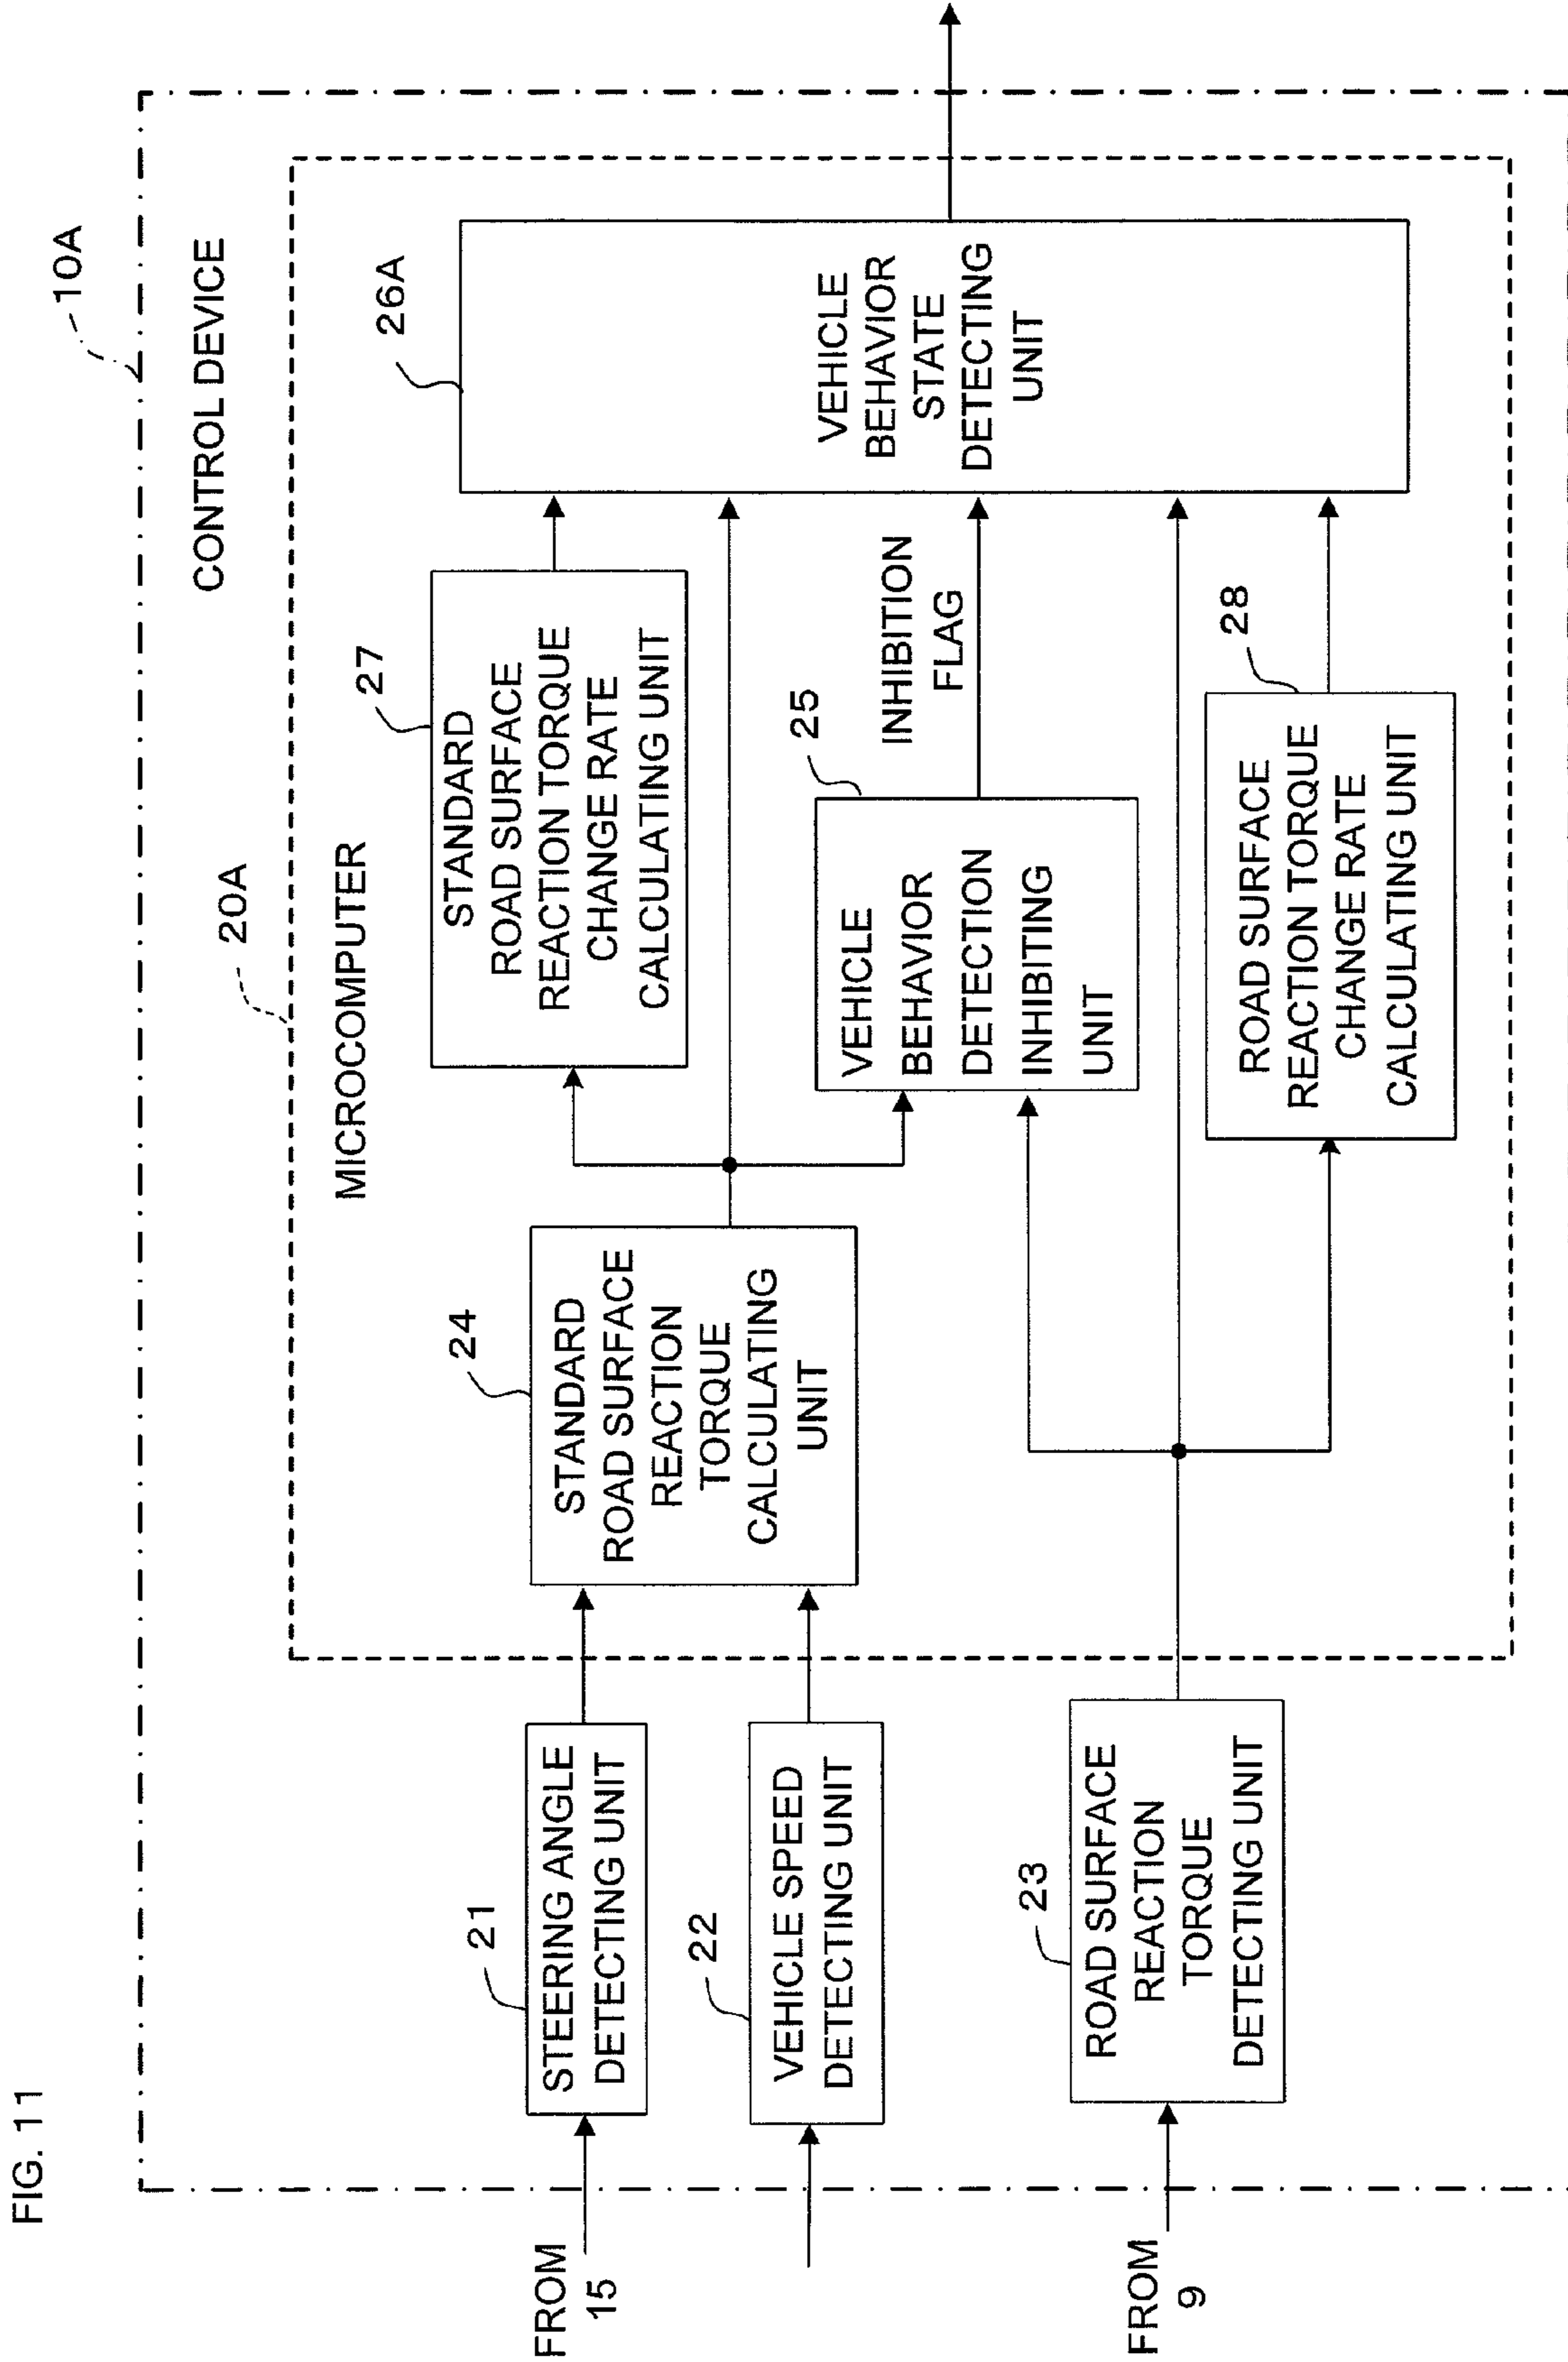 FIG. 11
10A
CONTROL DEVICE
20A
MICROCOMPUTER
FROM
15
21
STEERING ANGLE
DETECTING UNIT
22
VEHICLE SPEED
DETECTING UNIT
FROM
9
23
ROAD SURFACE
REACTION
TORQUE
DETECTING UNIT
24
STANDARD
ROAD SURFACE
REACTION
TORQUE
CALCULATING
UNIT
27
STANDARD
ROAD SURFACE
REACTION TORQUE
CHANGE RATE
CALCULATING UNIT
25
VEHICLE
BEHAVIOR
DETECTION
INHIBITING
UNIT
INHIBITION
FLAG
28
ROAD SURFACE
REACTION TORQUE
CHANGE RATE
CALCULATING UNIT
26A
VEHICLE
BEHAVIOR
STATE
DETECTING
UNIT